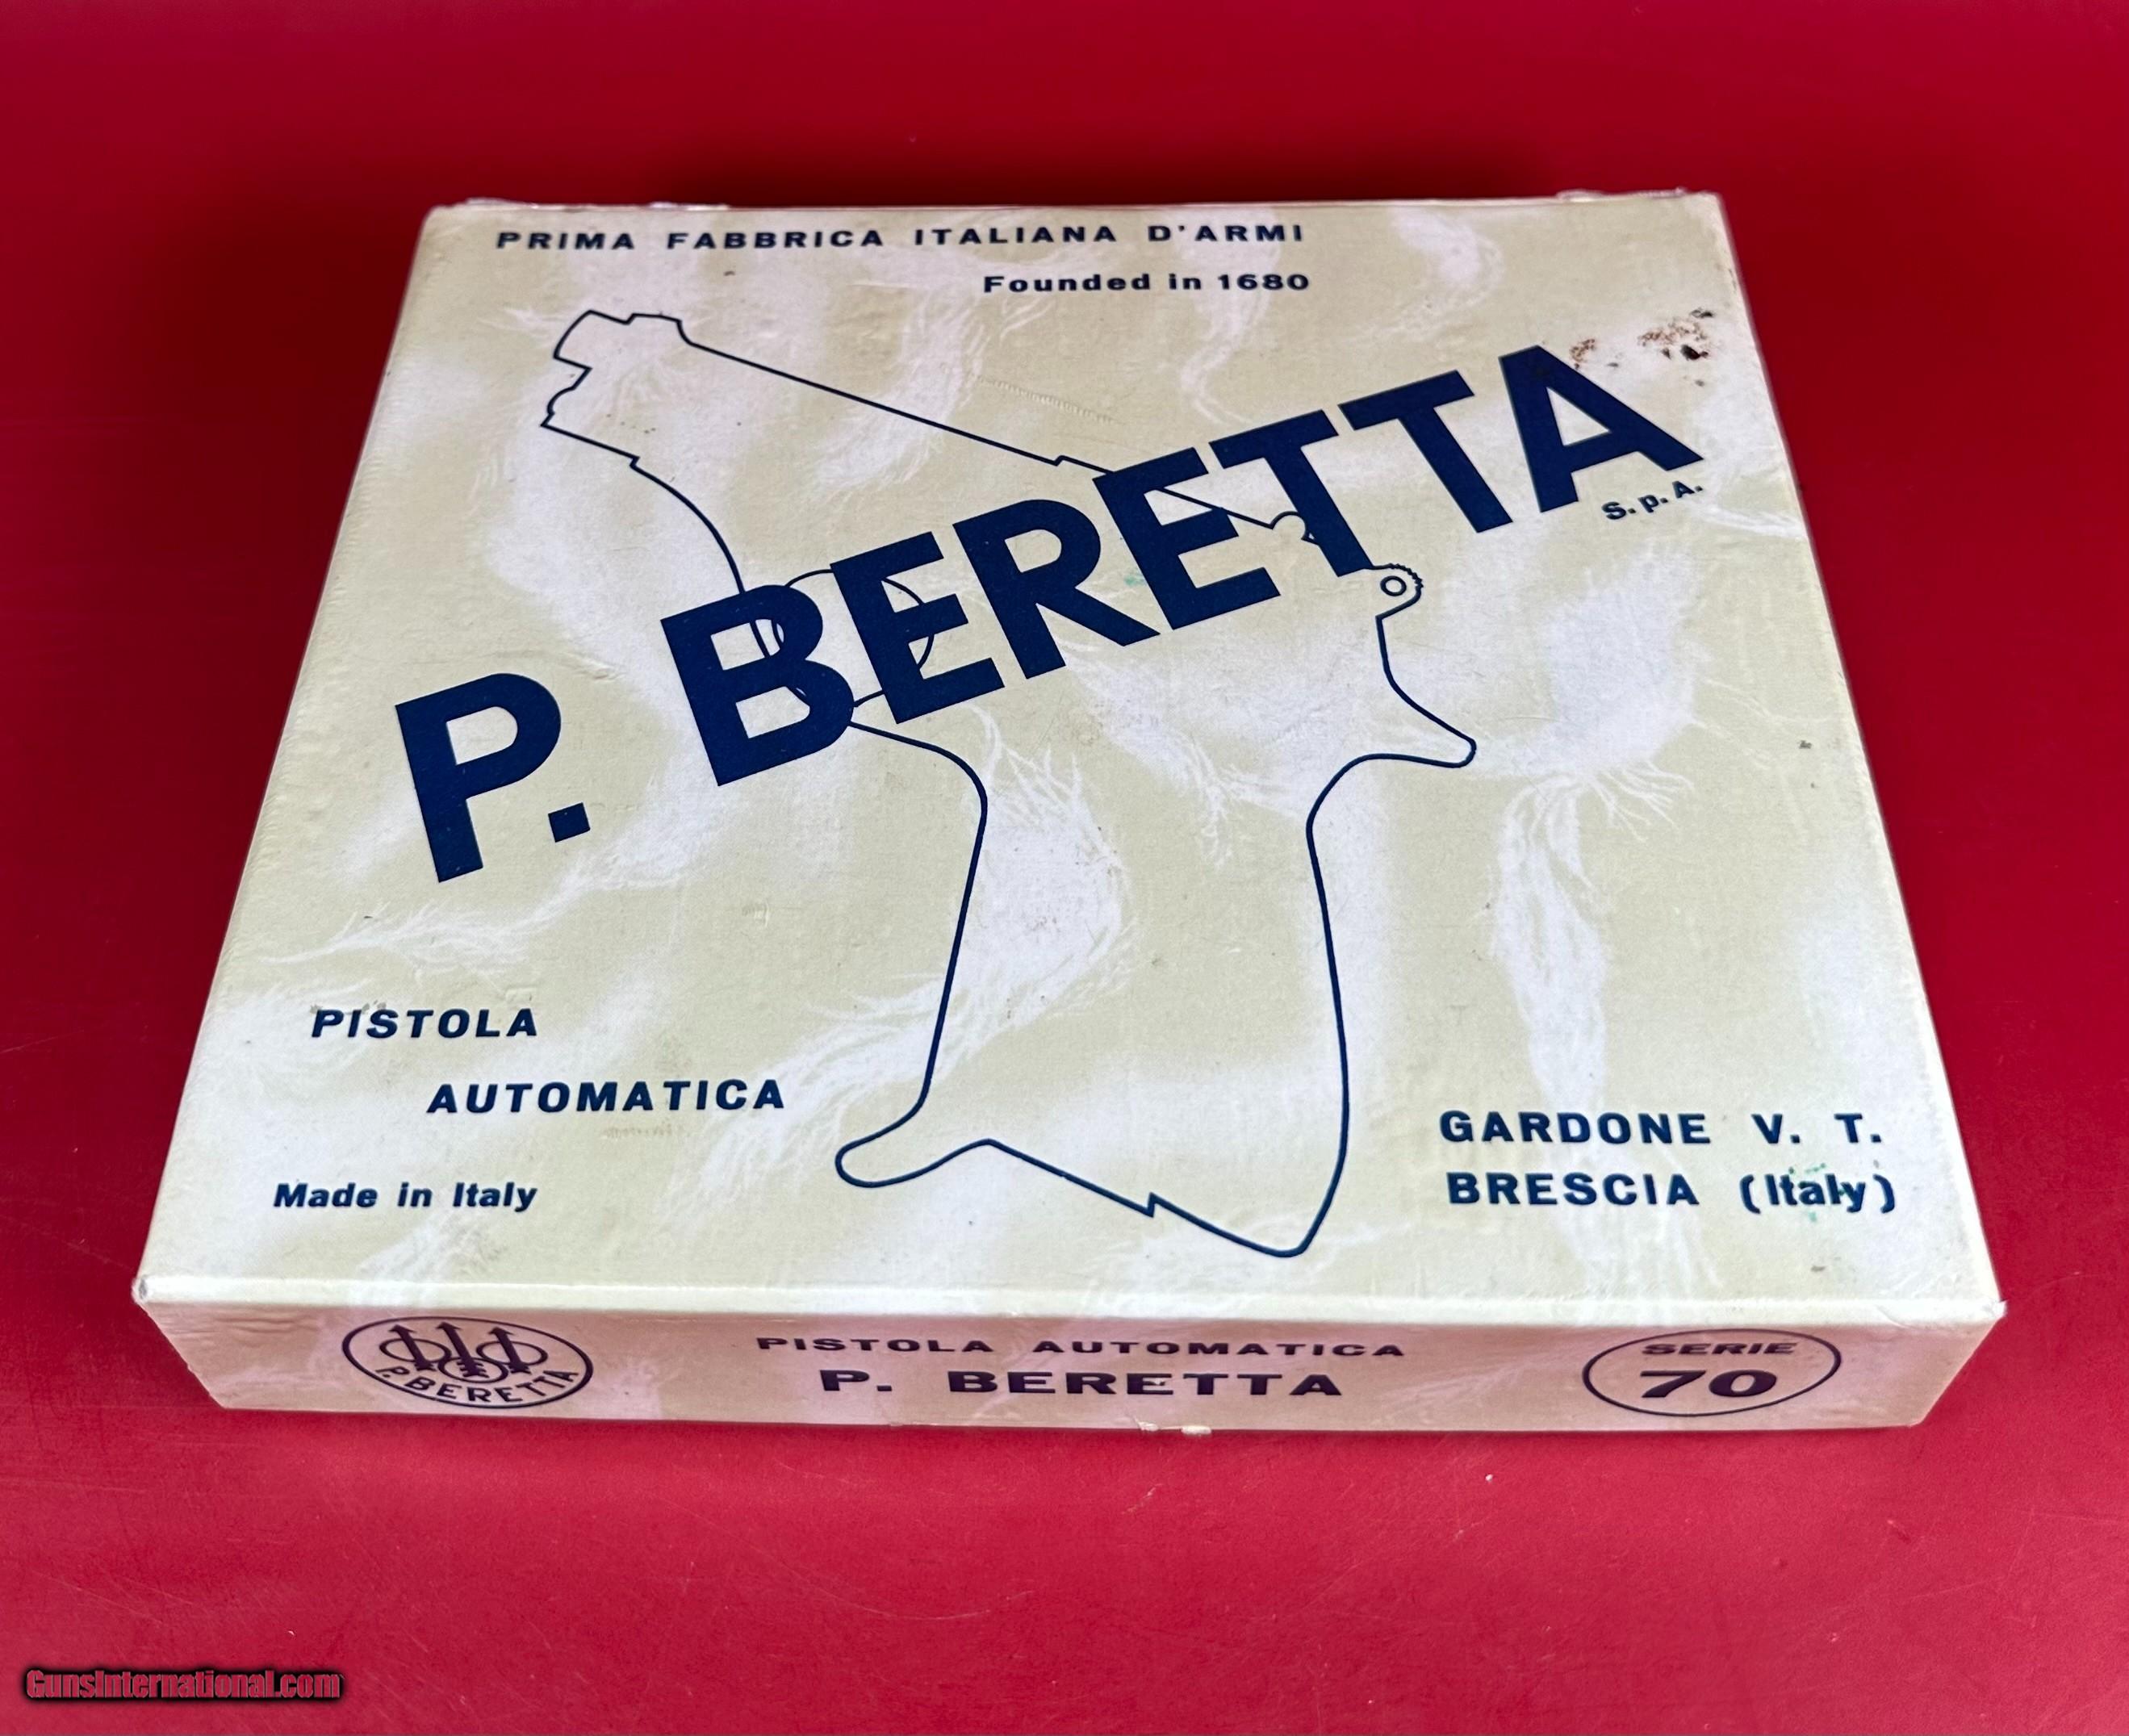 PRIMA FABBRICA ITALIANA D'ARMI
Founded in 1680
P. BERETTA
S. p. A.
PISTOLA
AUTOMATICA
Made in Italy
GARDONE V. T.
BRESCIA (Italy)
P. BERETTA
PISTOLA AUTOMATICA
P. BERETTA
SERIE
70
GunsInternational.com